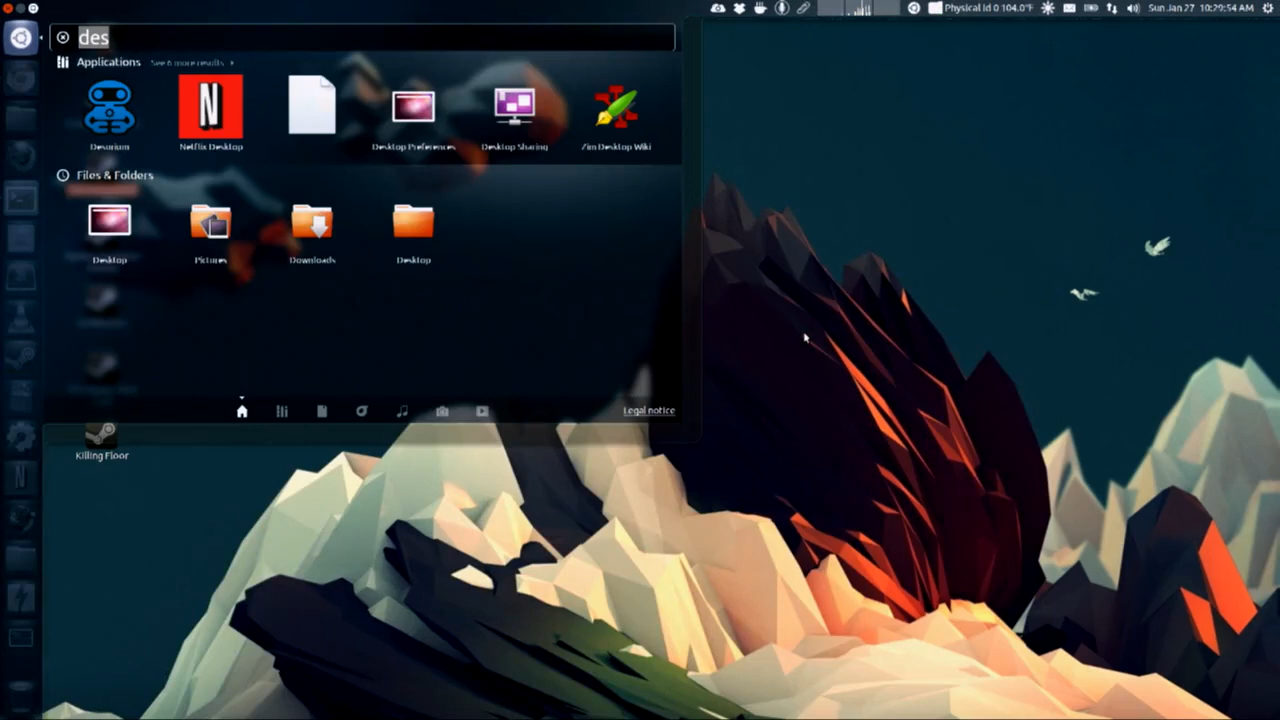 Physical id 0 104.0°F
Sun Jan 27 10:29:54 AM
des
Applications See 6 more results
N
Desurium
Netflix Desktop
Desktop Preferences
Desktop Sharing
Zim Desktop Wiki
Files & Folders
Desktop
Pictures
Downloads
Desktop
Legal notice
Killing Floor
N